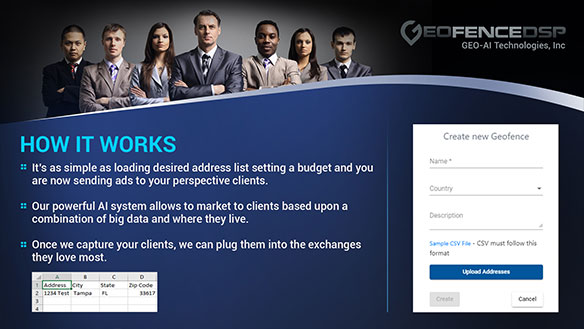 GEOFENCEDSP
GEO-AI Technologies, Inc
HOW IT WORKS
It's as simple as loading desired address list setting a budget and you
are now sending ads to your perspective clients.
Our powerful AI system allows to market to clients based upon a
combination of big data and where they live.
Once we capture your clients, we can plug them into the exchanges
they love most.
A B C D
1 Address City State Zip Code
2 1234 Test Tampa FL 33617
3
4
Create new Geofence
Name *
Country
Description
Sample CSV File - CSV must follow this
format
Upload Addresses
Create Cancel